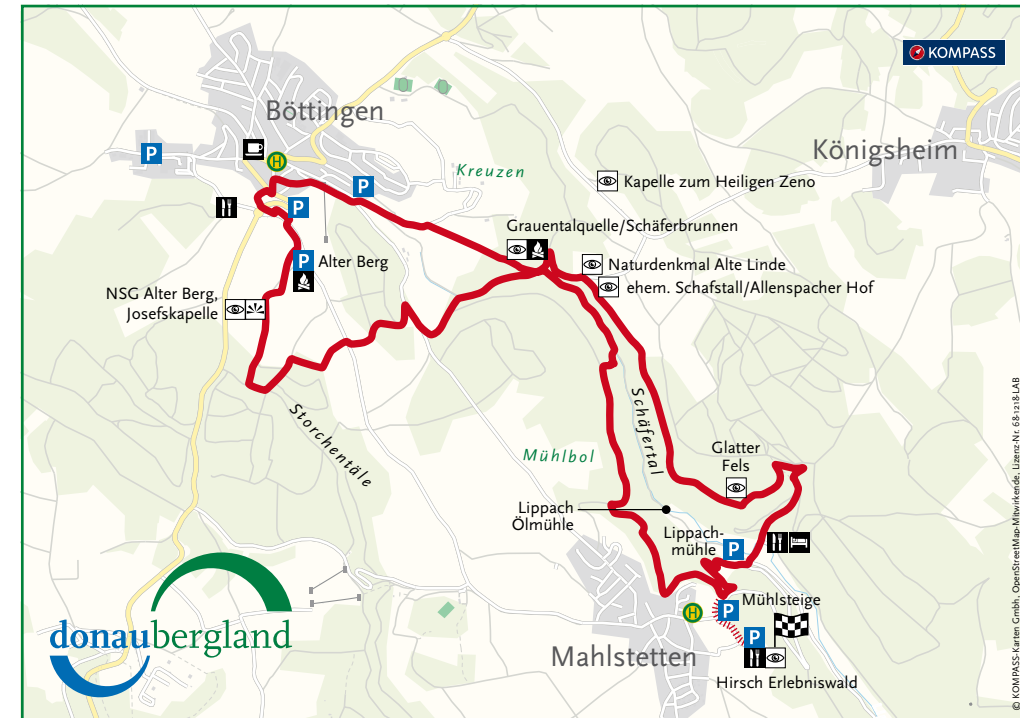 KOMPASS
Böttingen
Königsheim
P
H
Kreuzen
P
Kapelle zum Heiligen Zeno
P
Grauentalquelle/Schäferbrunnen
P
Alter Berg
Naturdenkmal Alte Linde
ehem. Schafstall/Allenspacher Hof
NSG Alter Berg,
Josefskapelle
Storchentäle
Schäfertal
Mühlbol
Glatter
Fels
Lippach
Ölmühle
Lippach-
mühle
P
Mühlsteige
P
H
P
donaubergland
Mahlstetten
Hirsch Erlebniswald
© KOMPASS-Karten Gmbh, OpenStreetMap-Mitwirkende, Lizenz-Nr. 68-1218-LAB